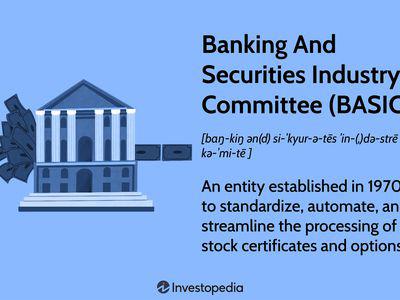 Banking And
Securities Industry
Committee (BASIC
[baŋ-kiŋ ən(d) si-ˈkyur-ə-tēs ˈin-(ˌ)də-strē
kə-ˈmi-tē ]
An entity established in 1970
to standardize, automate, an
streamline the processing of
stock certificates and options
Investopedia